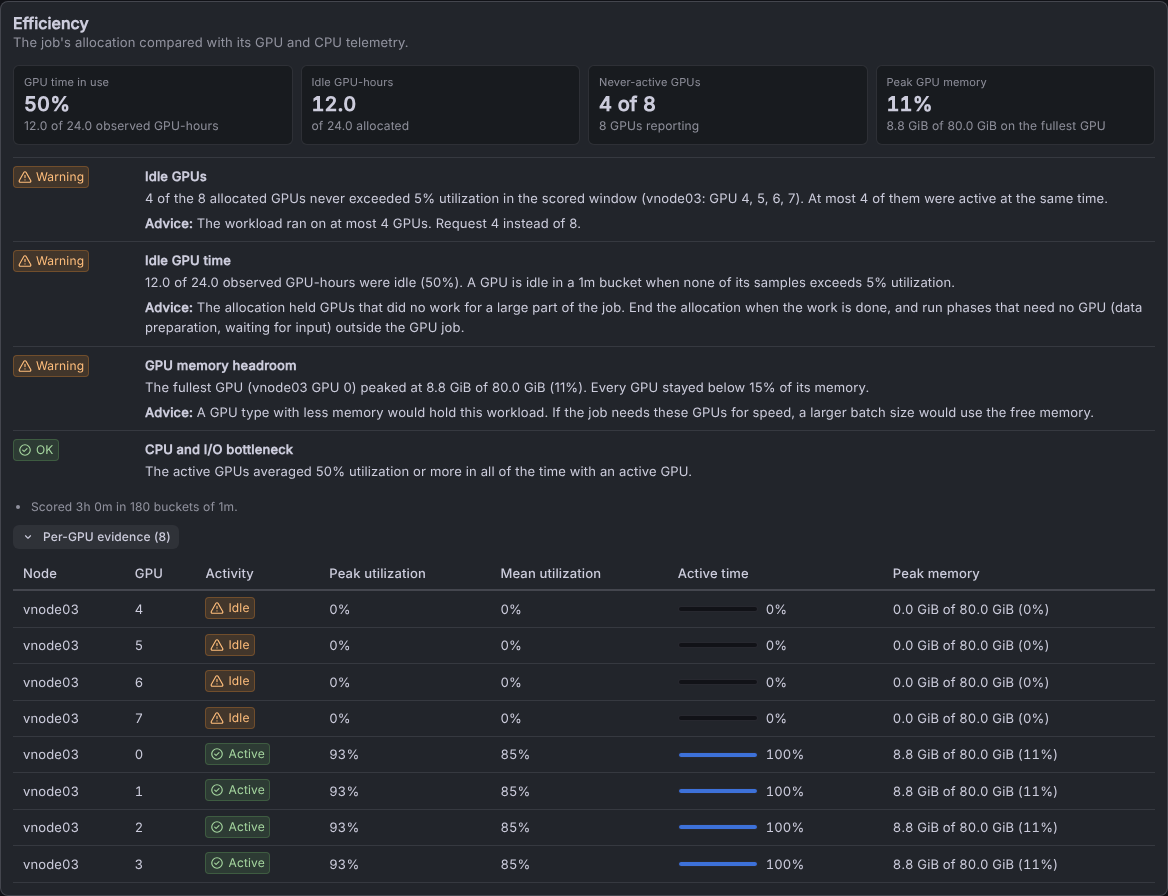 Efficiency
The job's allocation compared with its GPU and CPU telemetry.
GPU time in use
50%
12.0 of 24.0 observed GPU-hours
Idle GPU-hours
12.0
of 24.0 allocated
Never-active GPUs
4 of 8
8 GPUs reporting
Peak GPU memory
11%
8.8 GiB of 80.0 GiB on the fullest GPU
Warning
Idle GPUs
4 of the 8 allocated GPUs never exceeded 5% utilization in the scored window (vnode03: GPU 4, 5, 6, 7). At most 4 of them were active at the same time.
Advice: The workload ran on at most 4 GPUs. Request 4 instead of 8.
Warning
Idle GPU time
12.0 of 24.0 observed GPU-hours were idle (50%). A GPU is idle in a 1m bucket when none of its samples exceeds 5% utilization.
Advice: The allocation held GPUs that did no work for a large part of the job. End the allocation when the work is done, and run phases that need no GPU (data
preparation, waiting for input) outside the GPU job.
Warning
GPU memory headroom
The fullest GPU (vnode03 GPU 0) peaked at 8.8 GiB of 80.0 GiB (11%). Every GPU stayed below 15% of its memory.
Advice: A GPU type with less memory would hold this workload. If the job needs these GPUs for speed, a larger batch size would use the free memory.
OK
CPU and I/O bottleneck
The active GPUs averaged 50% utilization or more in all of the time with an active GPU.
• Scored 3h 0m in 180 buckets of 1m.
Per-GPU evidence (8)
Node GPU Activity Peak utilization Mean utilization Active time Peak memory
vnode03 4 Idle 0% 0% 0% 0.0 GiB of 80.0 GiB (0%)
vnode03 5 Idle 0% 0% 0% 0.0 GiB of 80.0 GiB (0%)
vnode03 6 Idle 0% 0% 0% 0.0 GiB of 80.0 GiB (0%)
vnode03 7 Idle 0% 0% 0% 0.0 GiB of 80.0 GiB (0%)
vnode03 0 Active 93% 85% 100% 8.8 GiB of 80.0 GiB (11%)
vnode03 1 Active 93% 85% 100% 8.8 GiB of 80.0 GiB (11%)
vnode03 2 Active 93% 85% 100% 8.8 GiB of 80.0 GiB (11%)
vnode03 3 Active 93% 85% 100% 8.8 GiB of 80.0 GiB (11%)